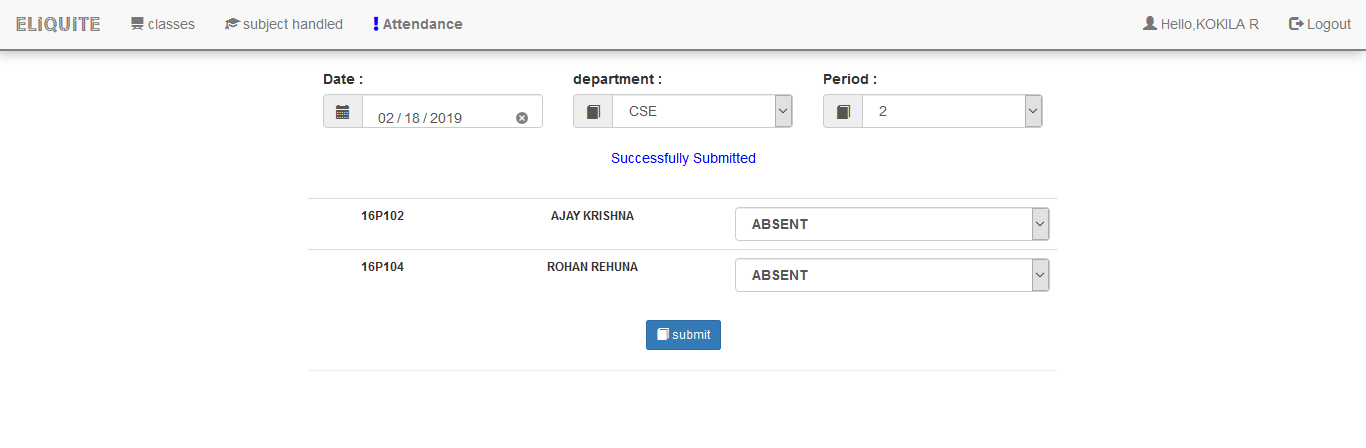 ELIQUITE classes subject handled Attendance Hello,KOKILA R Logout
Date : department : Period :
02 / 18 / 2019 CSE 2
Successfully Submitted
16P102 AJAY KRISHNA ABSENT
16P104 ROHAN REHUNA ABSENT
submit